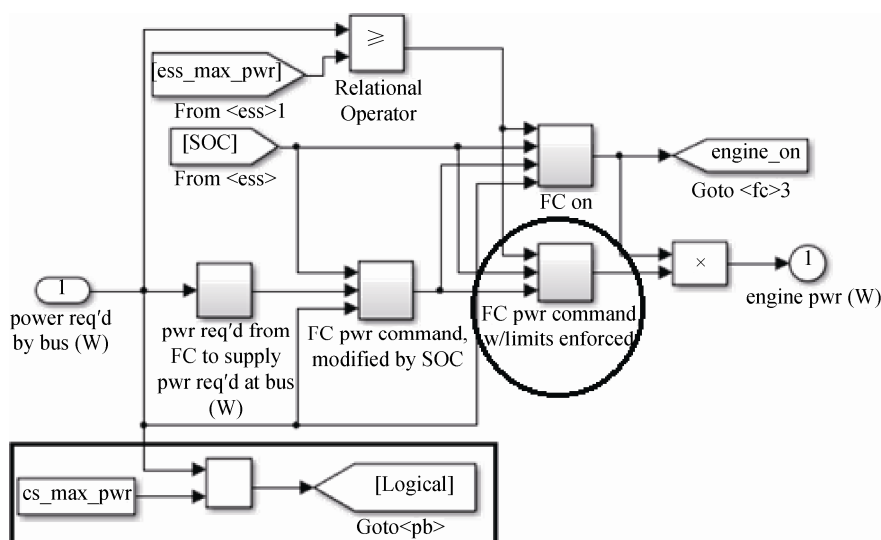 ≥
[ess_max_pwr]
From <ess>1
Relational
Operator
[SOC]
From <ess>
FC on
engine_on
Goto <fc>3
1
power req'd
by bus (W)
pwr req'd from
FC to supply
pwr req'd at bus
(W)
FC pwr command,
modified by SOC
FC pwr command
w/limits enforced
×
1
engine pwr (W)
cs_max_pwr
[Logical]
Goto<pb>